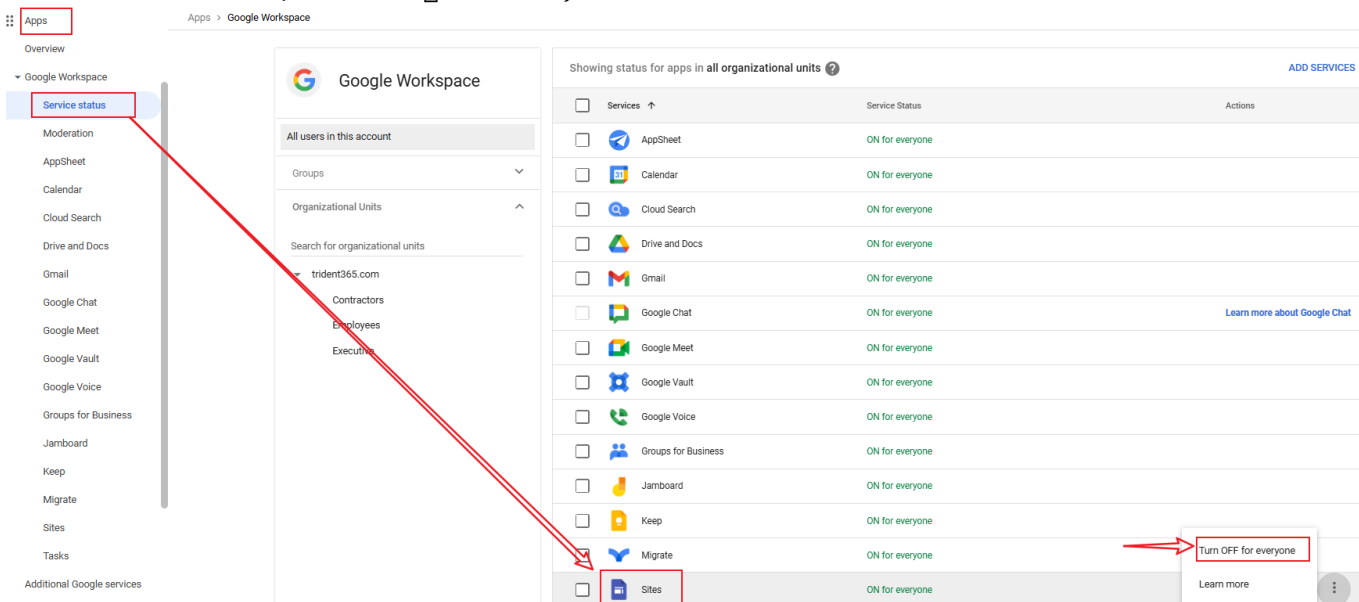 Apps
Apps > Google Workspace
Overview
Google Workspace
Service status
Moderation
AppSheet
Calendar
Cloud Search
Drive and Docs
Gmail
Google Chat
Google Meet
Google Vault
Google Voice
Groups for Business
Jamboard
Keep
Migrate
Sites
Tasks
Additional Google services
Google Workspace
All users in this account
Groups
Organizational Units
Search for organizational units
trident365.com
Contractors
Employees
Executive
Showing status for apps in all organizational units ?
ADD SERVICES
Services ↑ Service Status Actions
AppSheet ON for everyone
31 Calendar ON for everyone
Cloud Search ON for everyone
Drive and Docs ON for everyone
Gmail ON for everyone
Google Chat ON for everyone Learn more about Google Chat
Google Meet ON for everyone
Google Vault ON for everyone
Google Voice ON for everyone
Groups for Business ON for everyone
Jamboard ON for everyone
Keep ON for everyone
Migrate ON for everyone
Sites ON for everyone
Turn OFF for everyone
Learn more